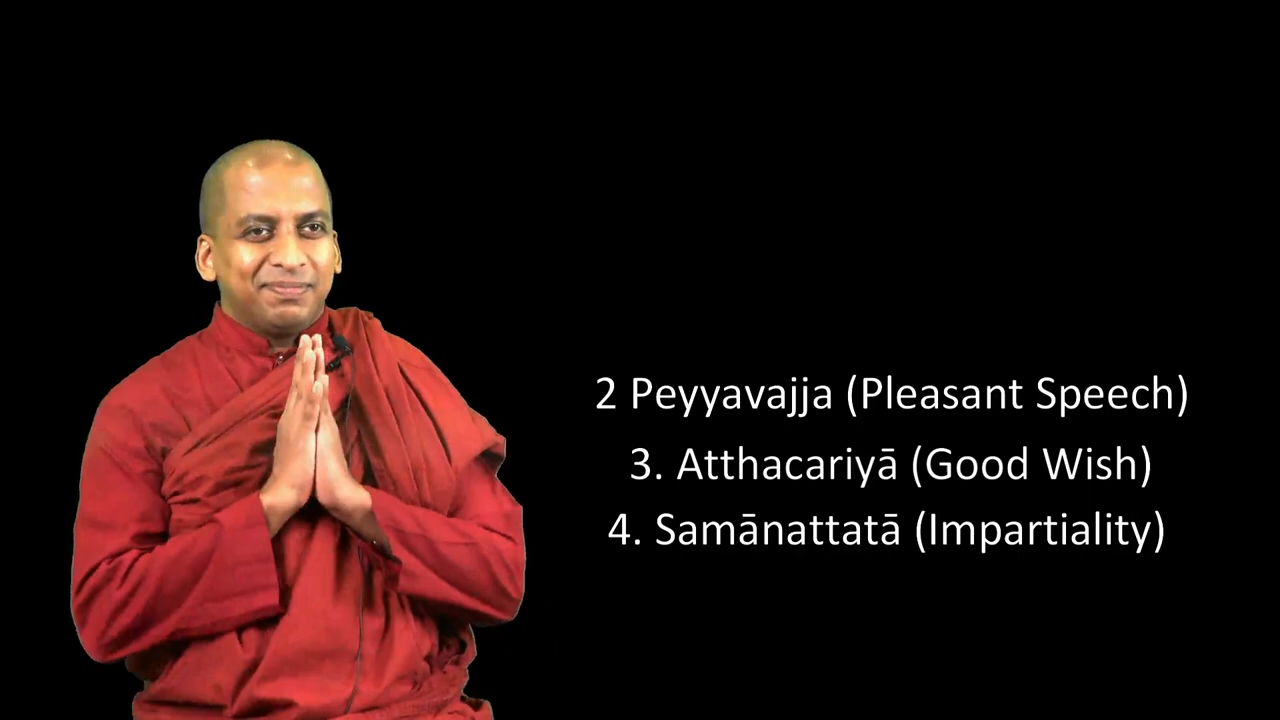 2 Peyyavajja (Pleasant Speech)
3. Atthacariyā (Good Wish)
4. Samānattatā (Impartiality)